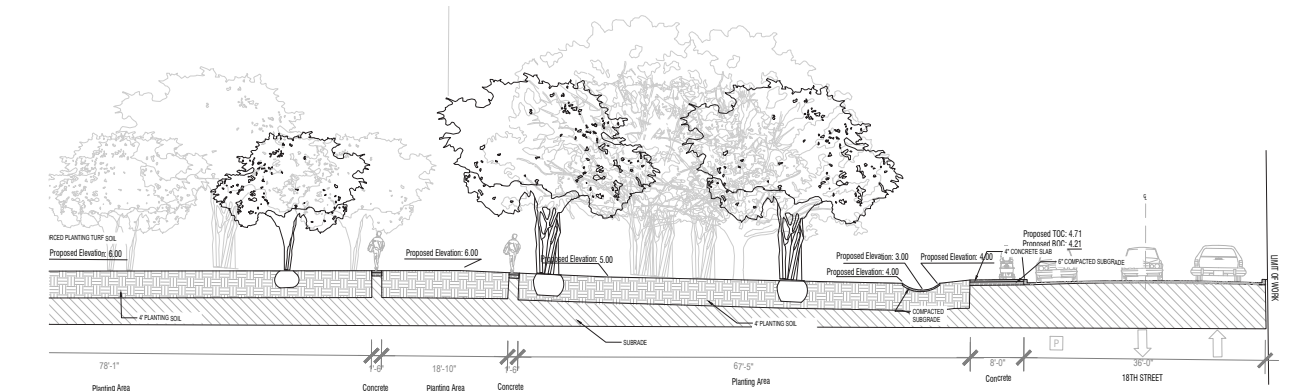 RCED PLANTING TURF SOIL
Proposed Elevation: 6.00
Proposed Elevation: 6.00
Proposed Elevation: 5.00
Proposed Elevation: 3.00
Proposed Elevation: 4.00
Proposed Elevation: 4.00
℄
Proposed TOC: 4.71
Proposed BOC: 4.21
4" CONCRETE SLAB
6" COMPACTED SUBGRADE
LIMIT OF WORK
4' PLANTING SOIL
4' PLANTING SOIL
COMPACTED
SUBGRADE
SUBRADE
P
78'-1"
1'-6"
18'-10"
1'-6"
67'-5"
8'-0"
36'-0"
Planting Area
Concrete
Planting Area
Concrete
Planting Area
Concrete
18TH STREET